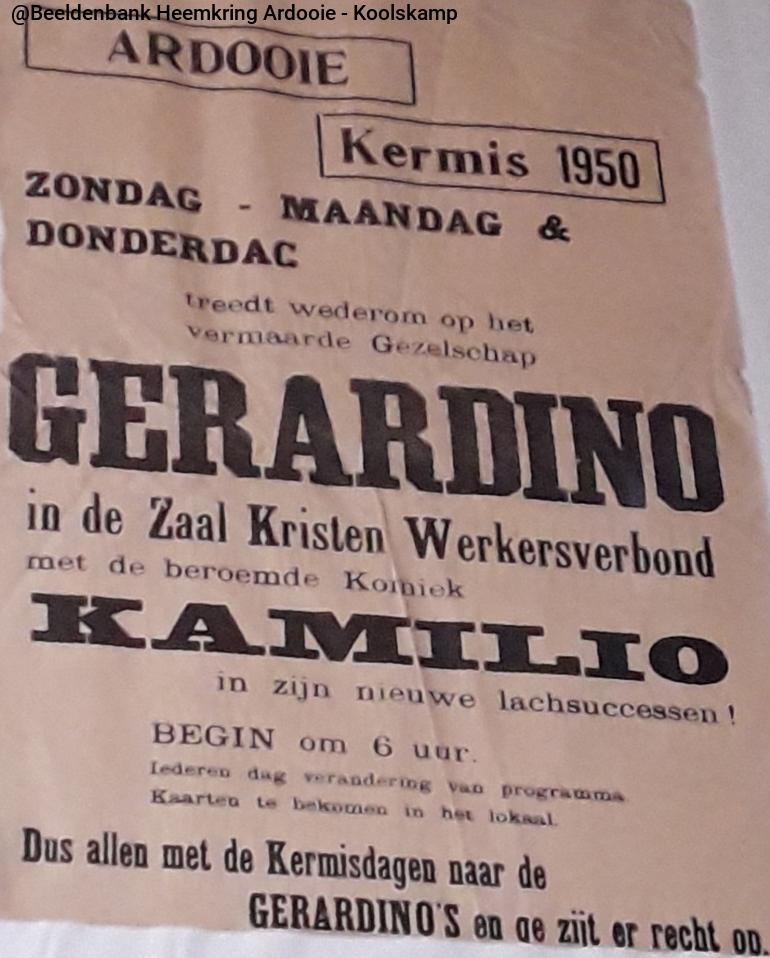 @Beeldenbank Heemkring Ardooie - Koolskamp
ARDOOIE
Kermis 1950
ZONDAG - MAANDAG &
DONDERDAG
treedt wederom op het
vermaarde Gezelschap
GERARDINO
in de Zaal Kristen Werkersverbond
met de beroemde Komiek
KAMILIO
in zijn nieuwe lachsuccessen !
BEGIN om 6 uur.
Iederen dag verandering van programma
Kaarten te bekomen in het lokaal.
Dus allen met de Kermisdagen naar de
GERARDINO'S en ge zijt er recht op.